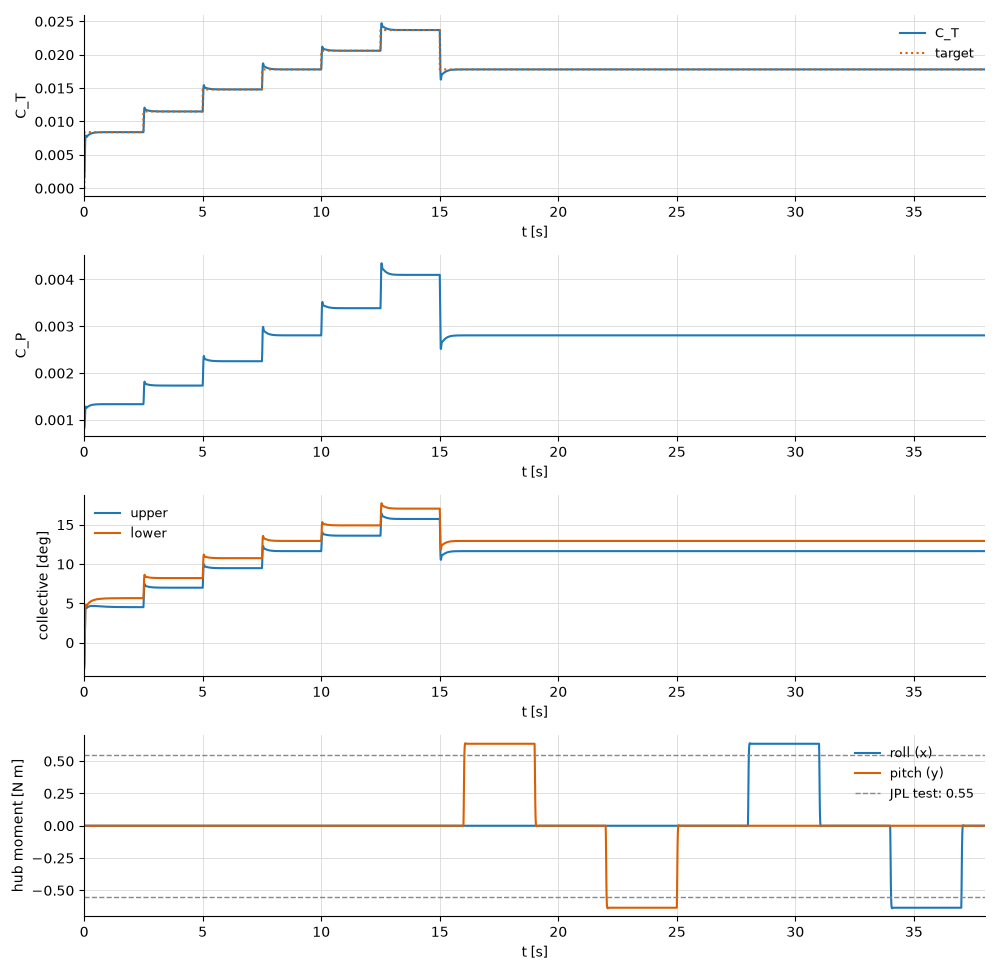 C_T
0.025
0.020
0.015
0.010
0.005
0.000
C_T
target
0 5 10 15 20 25 30 35
t [s]
C_P
0.004
0.003
0.002
0.001
0 5 10 15 20 25 30 35
t [s]
collective [deg]
15
10
5
0
upper
lower
0 5 10 15 20 25 30 35
t [s]
hub moment [N m]
0.50
0.25
0.00
−0.25
−0.50
roll (x)
pitch (y)
JPL test: 0.55
0 5 10 15 20 25 30 35
t [s]